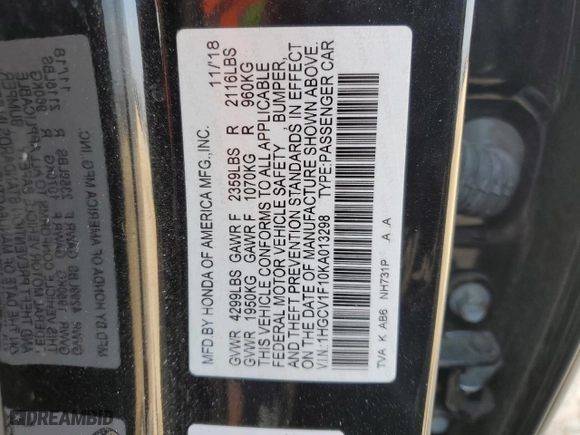 MFD BY HONDA OF AMERICA MFG.,INC. 11/18
GVWR 4299LBS GAWR F 2359LBS R 2116LBS
GVWR 1950KG GAWR F 1070KG R 960KG
THIS VEHICLE CONFORMS TO ALL APPLICABLE
FEDERAL MOTOR VEHICLE SAFETY BUMPER,
AND THEFT PREVENTION STANDARDS IN EFFECT
ON THE DATE OF MANUFACTURE SHOWN ABOVE.
V.I.N.:1HGCV1F10KA013298 TYPE:PASSENGER CAR
TVA K AB6 NH731P A A
DREAMBID